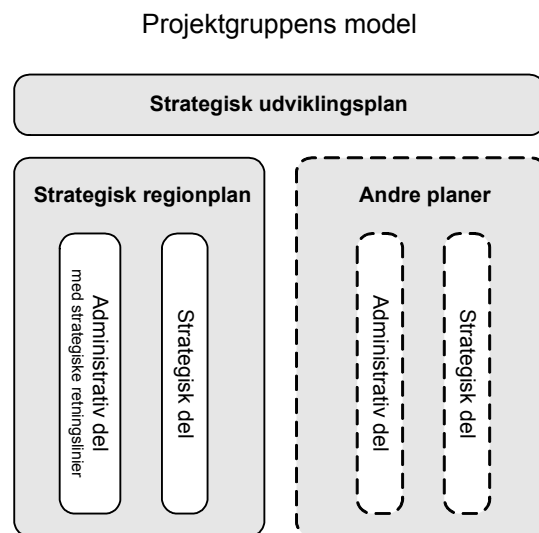 Projektgruppens model
Strategisk udviklingsplan
Strategisk regionplan
Administrativ del
med strategiske retningslinier
Strategisk del
Andre planer
Administrativ del
Strategisk del